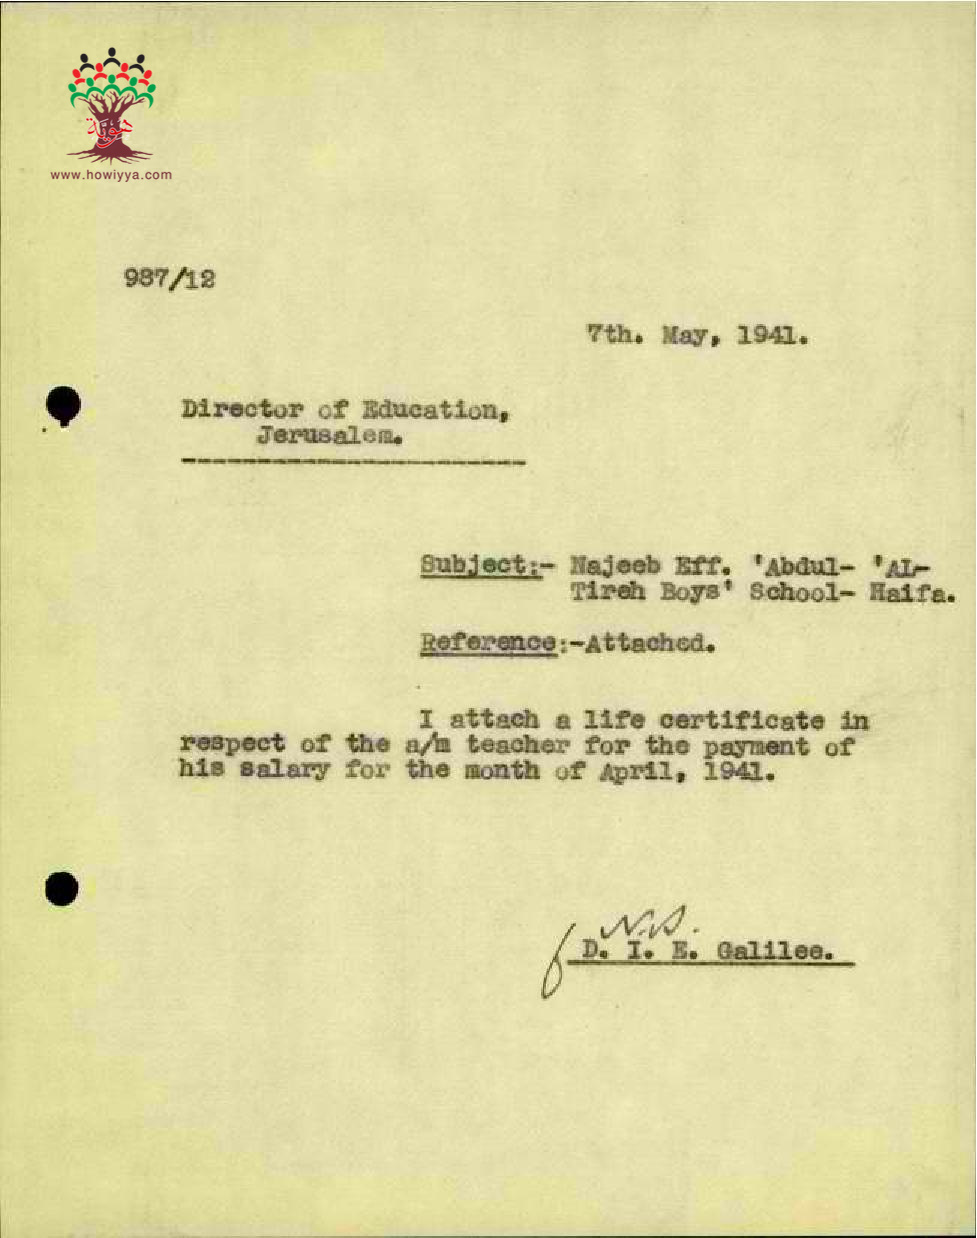 هوية
www.howiyya.com
987/12
7th. May, 1941.
Director of Education,
Jerusalem.
Subject:- Najeeb Eff. 'Abdul- 'AL-
Tireh Boys' School- Haifa.
Reference:-Attached.
I attach a life certificate in
respect of the a/m teacher for the payment of
his salary for the month of April, 1941.
N.S.
D. I. E. Galilee.